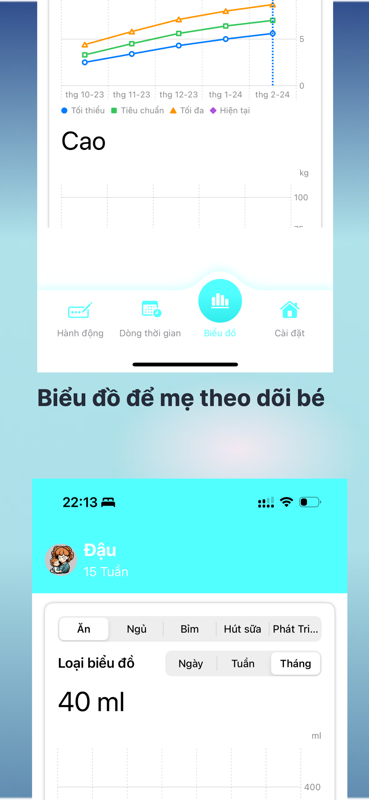 5
0
thg 10-23 thg 11-23 thg 12-23 thg 1-24 thg 2-24
Tối thiểu Tiêu chuẩn Tối đa Hiện tại
Cao
kg
100
Hành động Dòng thời gian Biểu đồ Cài đặt
Biểu đồ để mẹ theo dõi bé
22:13
Đậu
15 Tuần
Ăn Ngủ Bỉm Hút sữa Phát Tri...
Loại biểu đồ Ngày Tuần Tháng
40 ml
ml
400